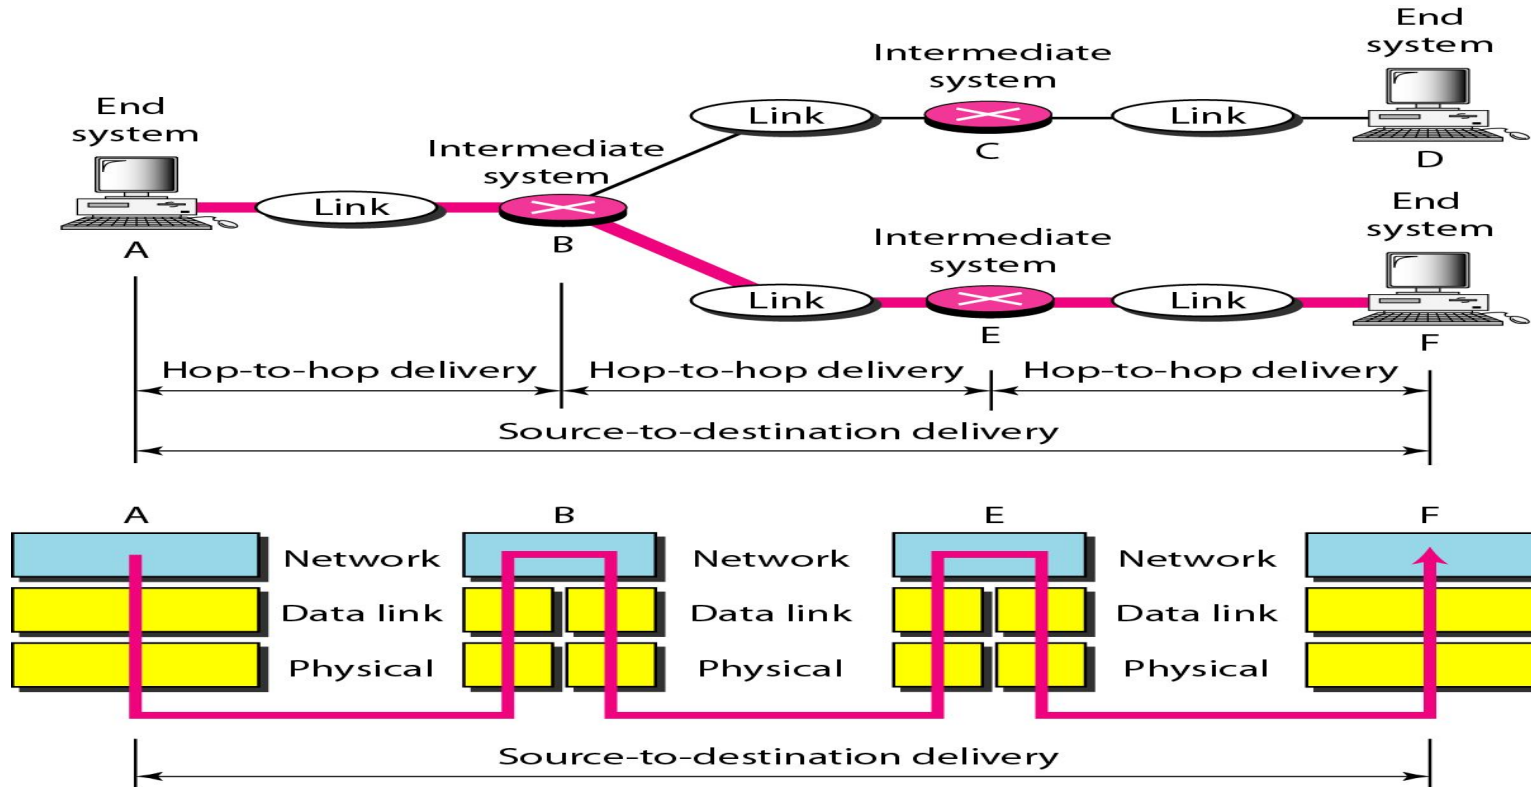 End
system
Intermediate
system
Link
Link
C
D
End
system
Intermediate
system
Link
A
B
End
system
Intermediate
system
Link
Link
E
F
Hop-to-hop delivery
Hop-to-hop delivery
Hop-to-hop delivery
Source-to-destination delivery
A
B
E
F
Network
Network
Network
Data link
Data link
Data link
Physical
Physical
Physical
Source-to-destination delivery